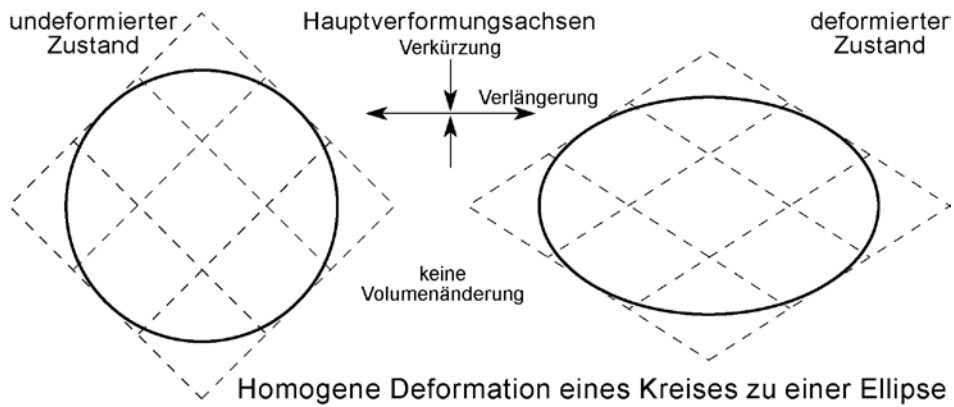 undeformierter
Zustand
Hauptverformungsachsen
Verkürzung
Verlängerung
deformierter
Zustand
keine
Volumenänderung
Homogene Deformation eines Kreises zu einer Ellipse